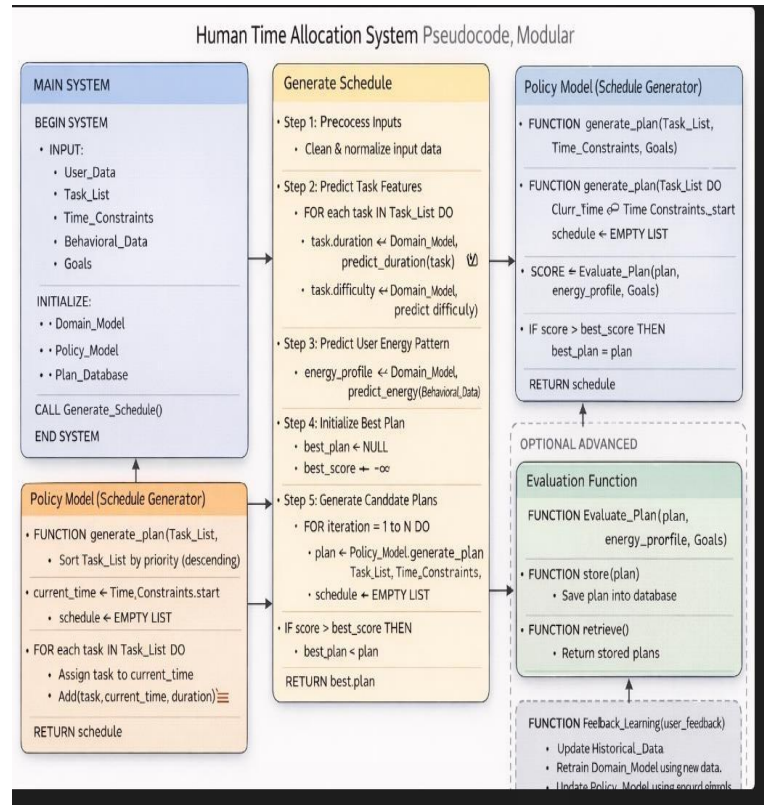 Human Time Allocation System Pseudocode, Modular
MAIN SYSTEM
BEGIN SYSTEM
• INPUT:
• User_Data
• Task_List
• Time_Constraints
• Behavioral_Data
• Goals
INITIALIZE:
• • Domain_Model
• • Policy_Model
• • Plan_Database
CALL Generate_Schedule()
END SYSTEM
Policy Model (Schedule Generator)
• FUNCTION generate_plan(Task_List,
• Sort Task_List by priority (descending)
• current_time ← Time,Constraints.start
• schedule ← EMPTY LIST
• FOR each task IN Task_List DO
• Assign task to current_time
• Add(task, current_time, duration)
RETURN schedule
Generate Schedule
• Step 1: Precocess Inputs
• Clean & normalize input data
• Step 2: Predict Task Features
• FOR each task IN Task_List DO
• task.duration ↩ Domain_Model,
predict_duration(task)
• task.difficulty ↩ Domain_Model,
predict difficuly)
• Step 3: Predict User Energy Pattern
• energy_profile ↩ Domain_Model,
predict_energy(Behavioral_Data)
• Step 4: Initialize Best Plan
• best_plan ← NULL
• best_score ← -∞
• Step 5: Generate Canddate Plans
• FOR iteration = 1 to N DO
• plan ← Policy_Model.generate_plan
Task_List, Time_Constraints,
• schedule ← EMPTY LIST
• IF score > best_score THEN
• best_plan < plan
RETURN best.plan
Policy Model (Schedule Generator)
• FUNCTION generate_plan(Task_List,
Time_Constraints, Goals)
• FUNCTION generate_plan(Task_List DO
Clurr_Time Time Constraints._start
schedule ← EMPTY LIST
• SCORE ← Evaluate_Plan(plan,
energy_profile, Goals)
• IF score > best_score THEN
best_plan = plan
RETURN schedule
OPTIONAL ADVANCED
Evaluation Function
FUNCTION Evaluate_Plan(plan,
energy_prorfile, Goals)
• FUNCTION store(plan)
• Save plan into database
• FUNCTION retrieve()
• Return stored plans
FUNCTION Feelback_Learning(user_feedback)
• Update Historical_Data
• Retrain Domain_Model using new data.
• Update Policy_Model using